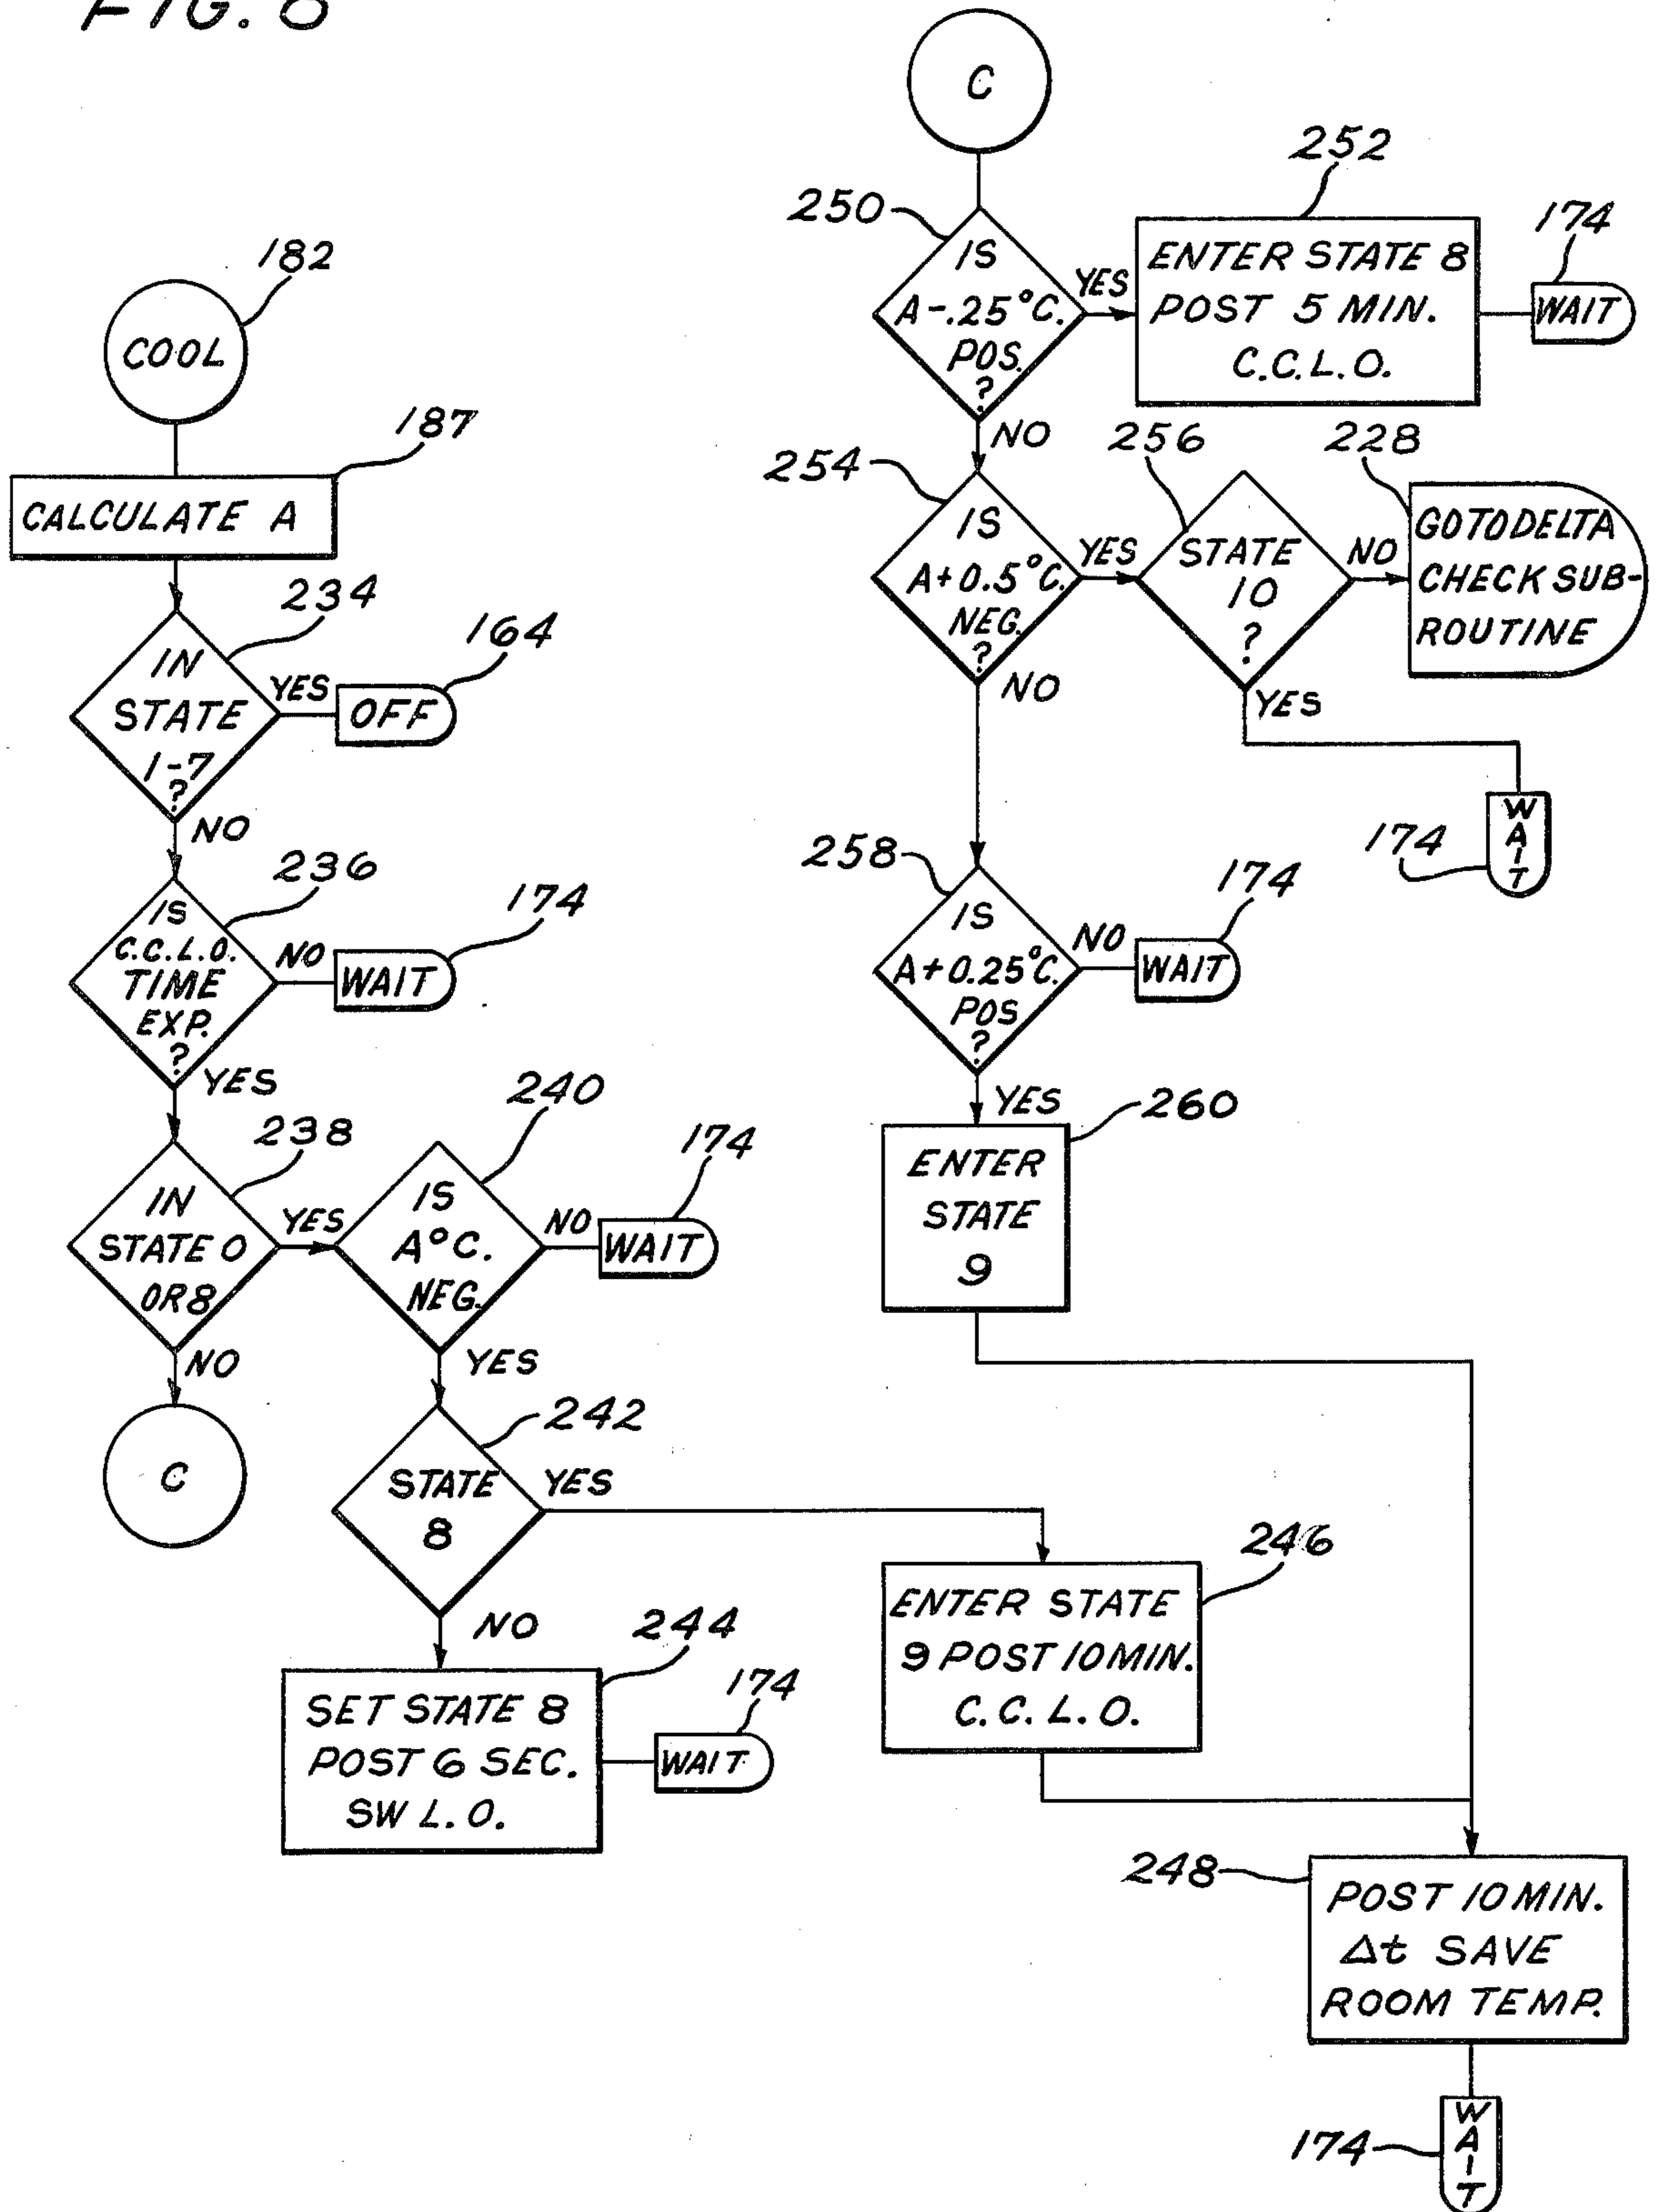 FIG. 8
182
COOL
187
CALCULATE A
234
IN
STATE
1-7
?
YES
164
OFF
NO
236
IS
C.C.L.O.
TIME
EXP.
?
NO
174
WAIT
YES
238
IN
STATE 0
OR 8
YES
240
IS
A°C.
NEG.
NO
174
WAIT
NO
C
YES
242
STATE
8
YES
NO
244
SET STATE 8
POST 6 SEC.
SW L.O.
174
WAIT
246
ENTER STATE
9 POST 10 MIN.
C.C.L.O.
C
250
IS
A-.25°C.
POS.
?
YES
252
ENTER STATE 8
POST 5 MIN.
C.C.L.O.
174
WAIT
NO
254
IS
A+0.5°C.
NEG.
?
YES
256
STATE
10
?
NO
228
GO TO DELTA
CHECK SUB-
ROUTINE
YES
174
WAIT
NO
258
IS
A+0.25°C.
POS
?
NO
174
WAIT
YES
260
ENTER
STATE
9
248
POST 10 MIN.
Δt SAVE
ROOM TEMP.
174
WAIT